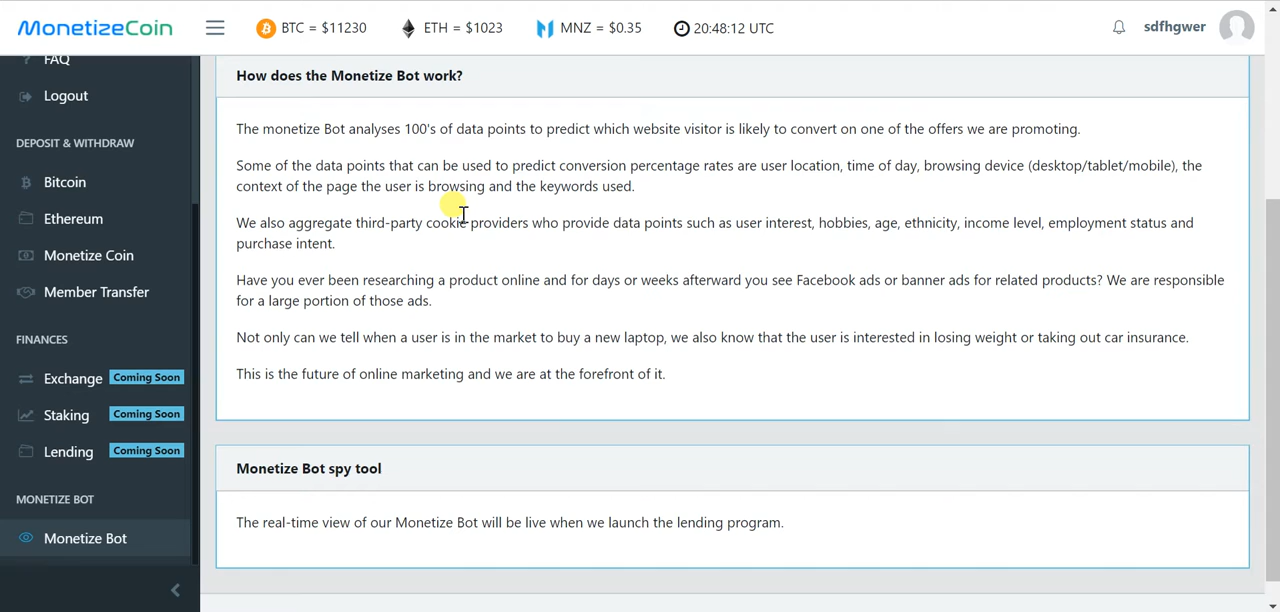 MonetizeCoin
BTC = $11230
ETH = $1023
MNZ = $0.35
20:48:12 UTC
sdfhgwer
FAQ
Logout
DEPOSIT & WITHDRAW
Bitcoin
Ethereum
Monetize Coin
Member Transfer
FINANCES
Exchange Coming Soon
Staking Coming Soon
Lending Coming Soon
MONETIZE BOT
Monetize Bot
How does the Monetize Bot work?
The monetize Bot analyses 100's of data points to predict which website visitor is likely to convert on one of the offers we are promoting.
Some of the data points that can be used to predict conversion percentage rates are user location, time of day, browsing device (desktop/tablet/mobile), the
context of the page the user is browsing and the keywords used.
We also aggregate third-party cookie providers who provide data points such as user interest, hobbies, age, ethnicity, income level, employment status and
purchase intent.
Have you ever been researching a product online and for days or weeks afterward you see Facebook ads or banner ads for related products? We are responsible
for a large portion of those ads.
Not only can we tell when a user is in the market to buy a new laptop, we also know that the user is interested in losing weight or taking out car insurance.
This is the future of online marketing and we are at the forefront of it.
Monetize Bot spy tool
The real-time view of our Monetize Bot will be live when we launch the lending program.